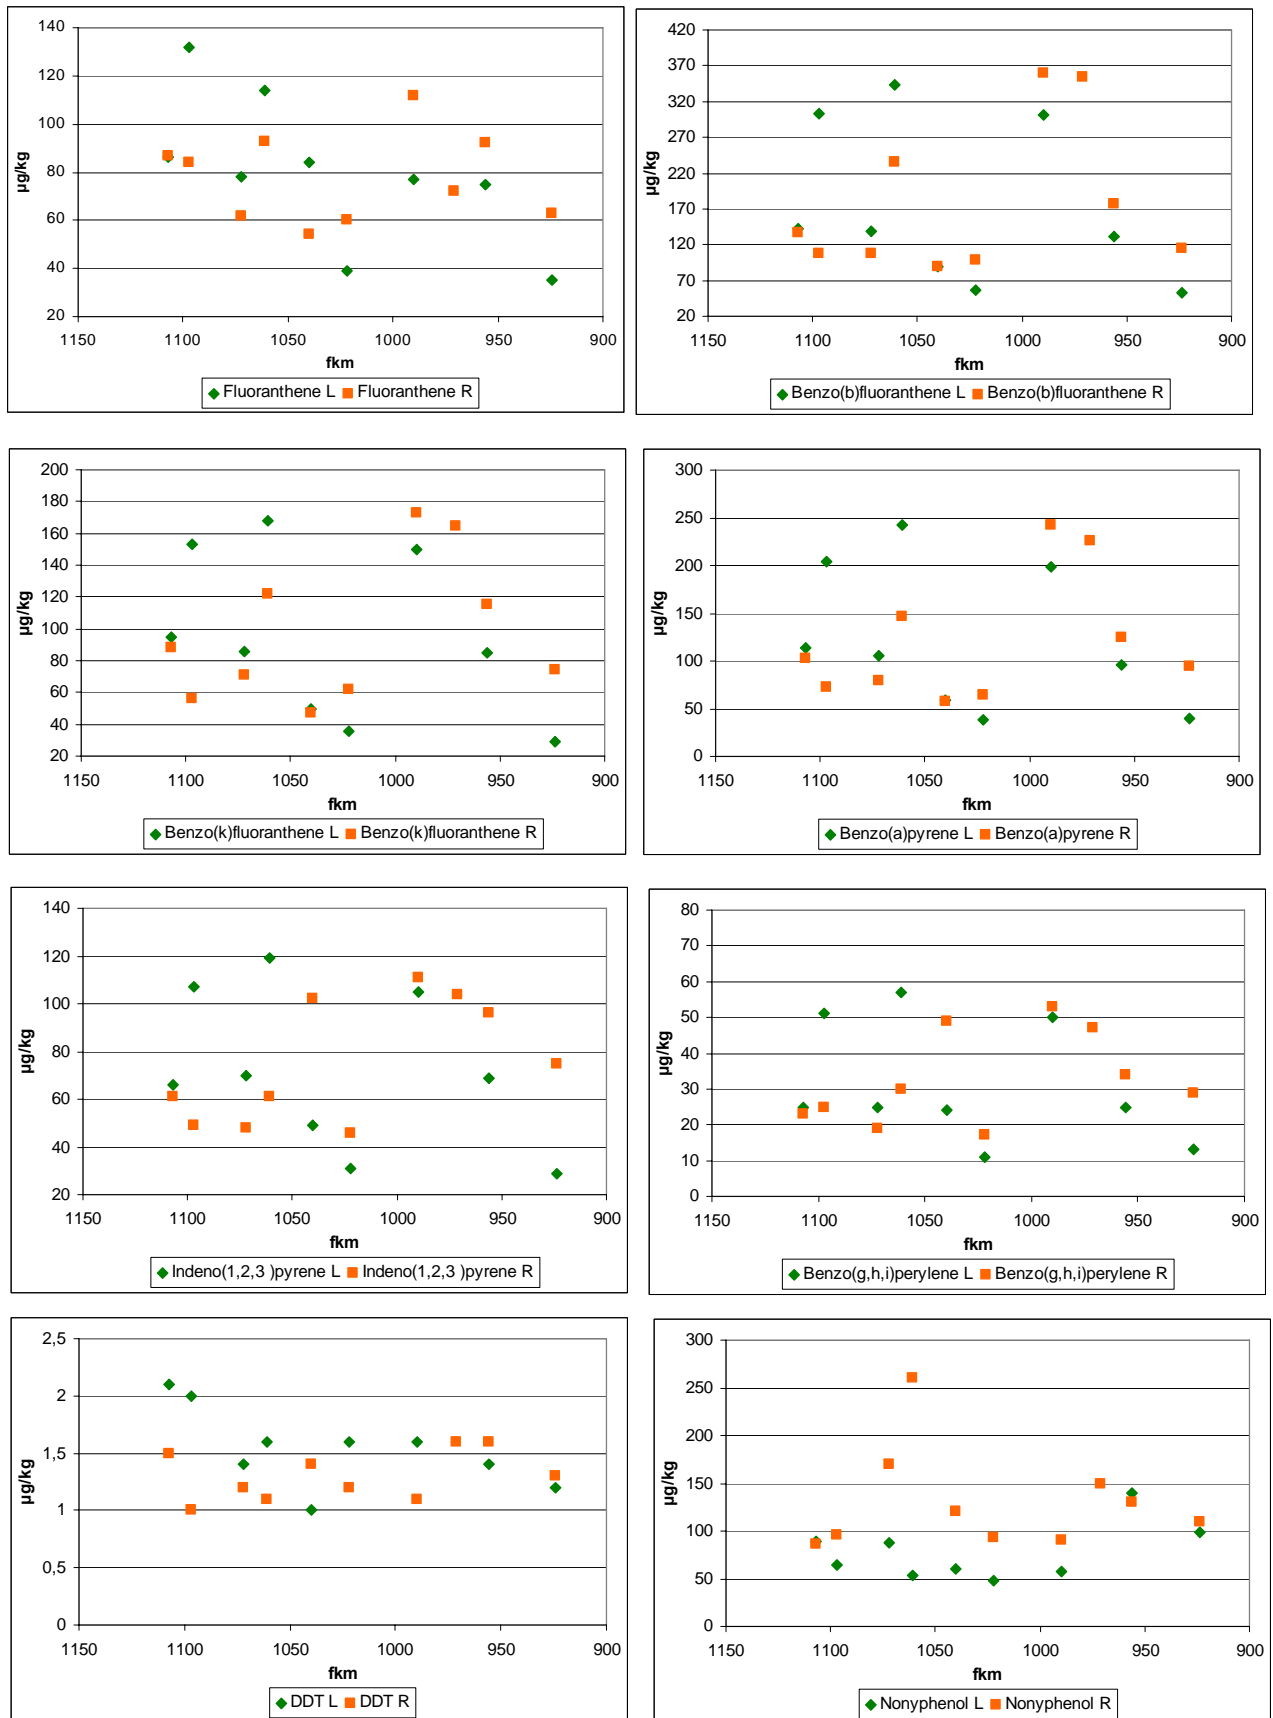 140
120
100
80
60
40
20
µg/kg
1150 1100 1050 1000 950 900
fkm
Fluoranthene L Fluoranthene R
420
370
320
270
220
170
120
70
20
µg/kg
1150 1100 1050 1000 950 900
fkm
Benzo(b)fluoranthene L Benzo(b)fluoranthene R
200
180
160
140
120
100
80
60
40
20
µg/kg
1150 1100 1050 1000 950 900
fkm
Benzo(k)fluoranthene L Benzo(k)fluoranthene R
300
250
200
150
100
50
0
µg/kg
1150 1100 1050 1000 950 900
fkm
Benzo(a)pyrene L Benzo(a)pyrene R
140
120
100
80
60
40
20
µg/kg
1150 1100 1050 1000 950 900
fkm
Indeno(1,2,3 )pyrene L Indeno(1,2,3 )pyrene R
80
70
60
50
40
30
20
10
0
µg/kg
1150 1100 1050 1000 950 900
fkm
Benzo(g,h,i)perylene L Benzo(g,h,i)perylene R
2,5
2
1,5
1
0,5
0
µg/kg
1150 1100 1050 1000 950 900
fkm
DDT L DDT R
300
250
200
150
100
50
0
µg/kg
1150 1100 1050 1000 950 900
fkm
Nonyphenol L Nonyphenol R